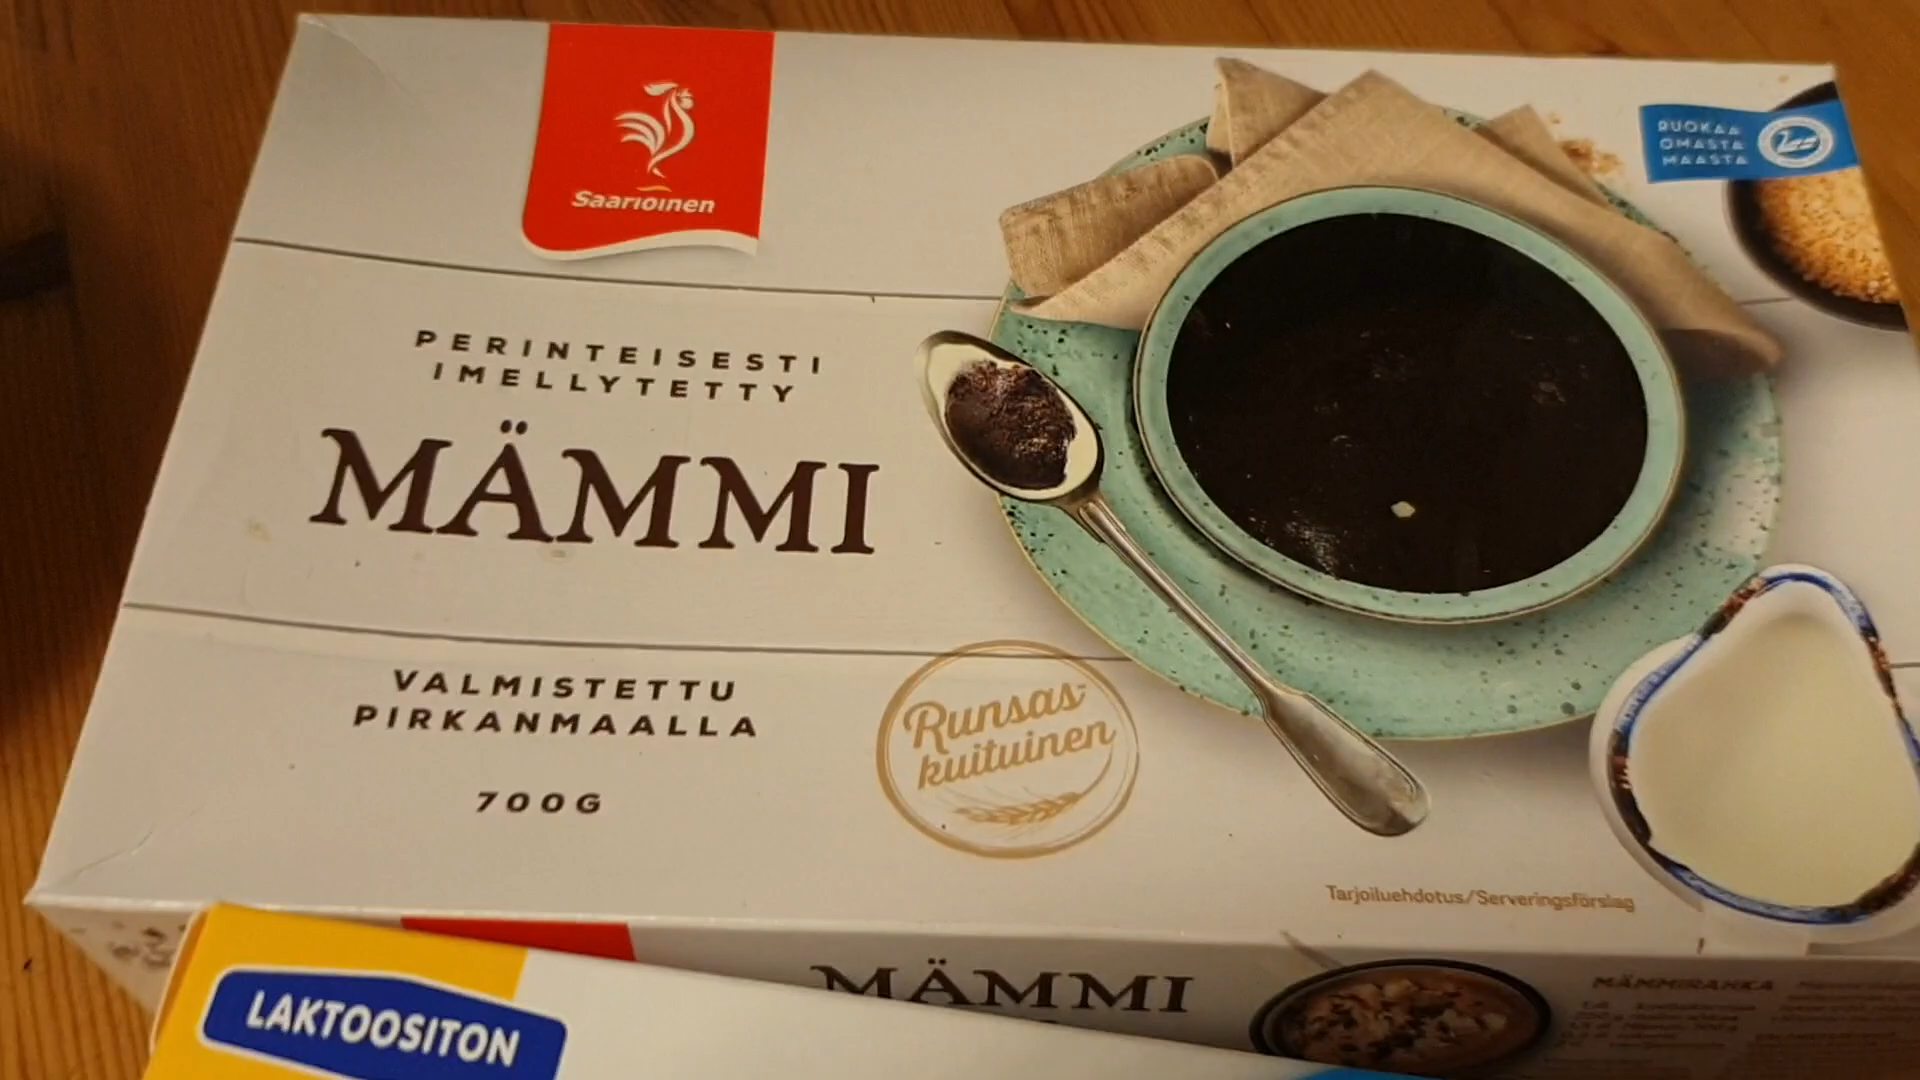 Saarioinen
RUOKAA
OMASTA
MAASTA
PERINTEISESTI
IMELLYTETTY
MÄMMI
VALMISTETTU
PIRKANMAALLA
700G
Runsas-
kuituinen
Tarjoiluehdotus/Serveringsförslag
MÄMMI
MÄMMIRAHKA
LAKTOOSITON